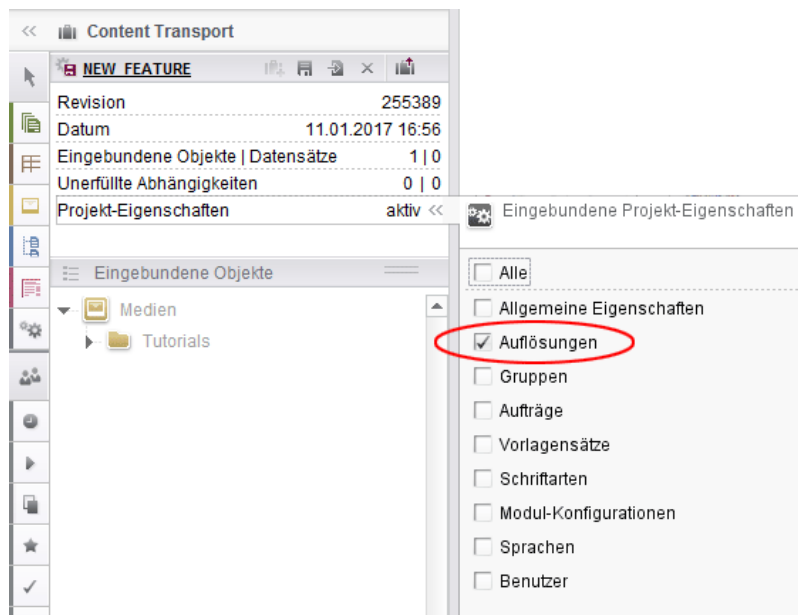 Content Transport
NEW_FEATURE
Revision 255389
Datum 11.01.2017 16:56
Eingebundene Objekte | Datensätze 1 | 0
Unerfüllte Abhängigkeiten 0 | 0
Projekt-Eigenschaften aktiv
Eingebundene Objekte
Medien
Tutorials
Eingebundene Projekt-Eigenschaften
Alle
Allgemeine Eigenschaften
Auflösungen
Gruppen
Aufträge
Vorlagensätze
Schriftarten
Modul-Konfigurationen
Sprachen
Benutzer